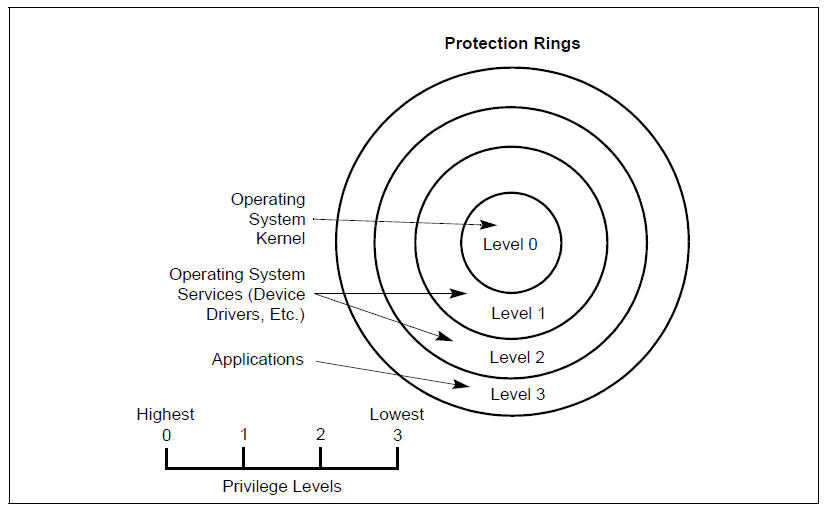 Protection Rings
Operating
System
Kernel
Level 0
Operating System
Services (Device
Drivers, Etc.)
Level 1
Level 2
Applications
Level 3
Highest
Lowest
0
1
2
3
Privilege Levels